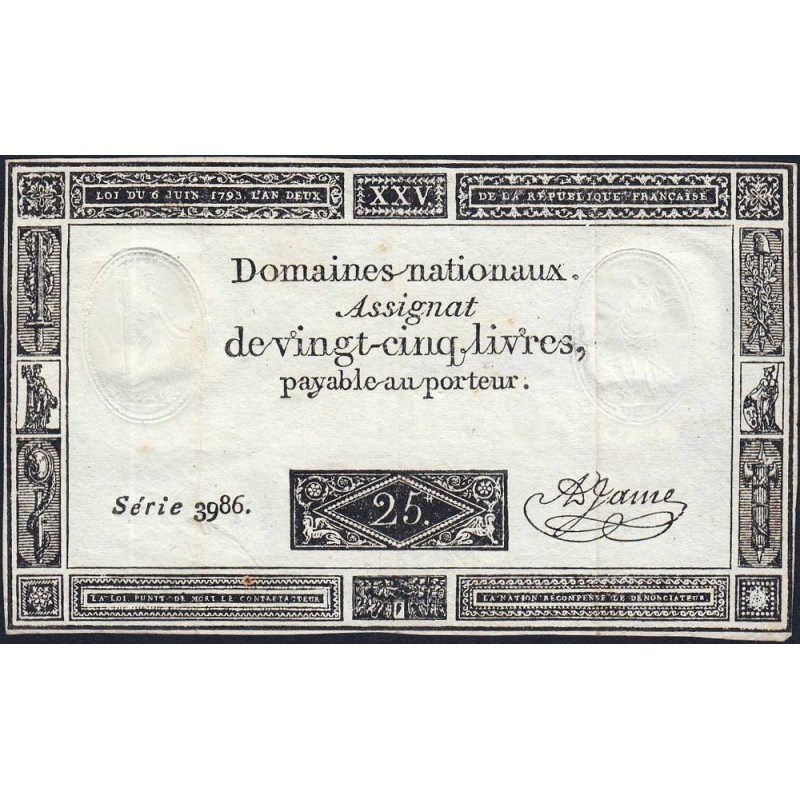 LOI DU 6 JUIN 1793, L'AN DEUX
XXV.
DE LA RÉPUBLIQUE FRANÇAISE
Domaines nationaux.
Assignat
de vingt-cinq livres,
payable au porteur.
Série 3986.
25.
A Jame
LA LOI PUNIT DE MORT LE CONTREFACTEUR
LA NATION RÉCOMPENSE LE DÉNONCIATEUR